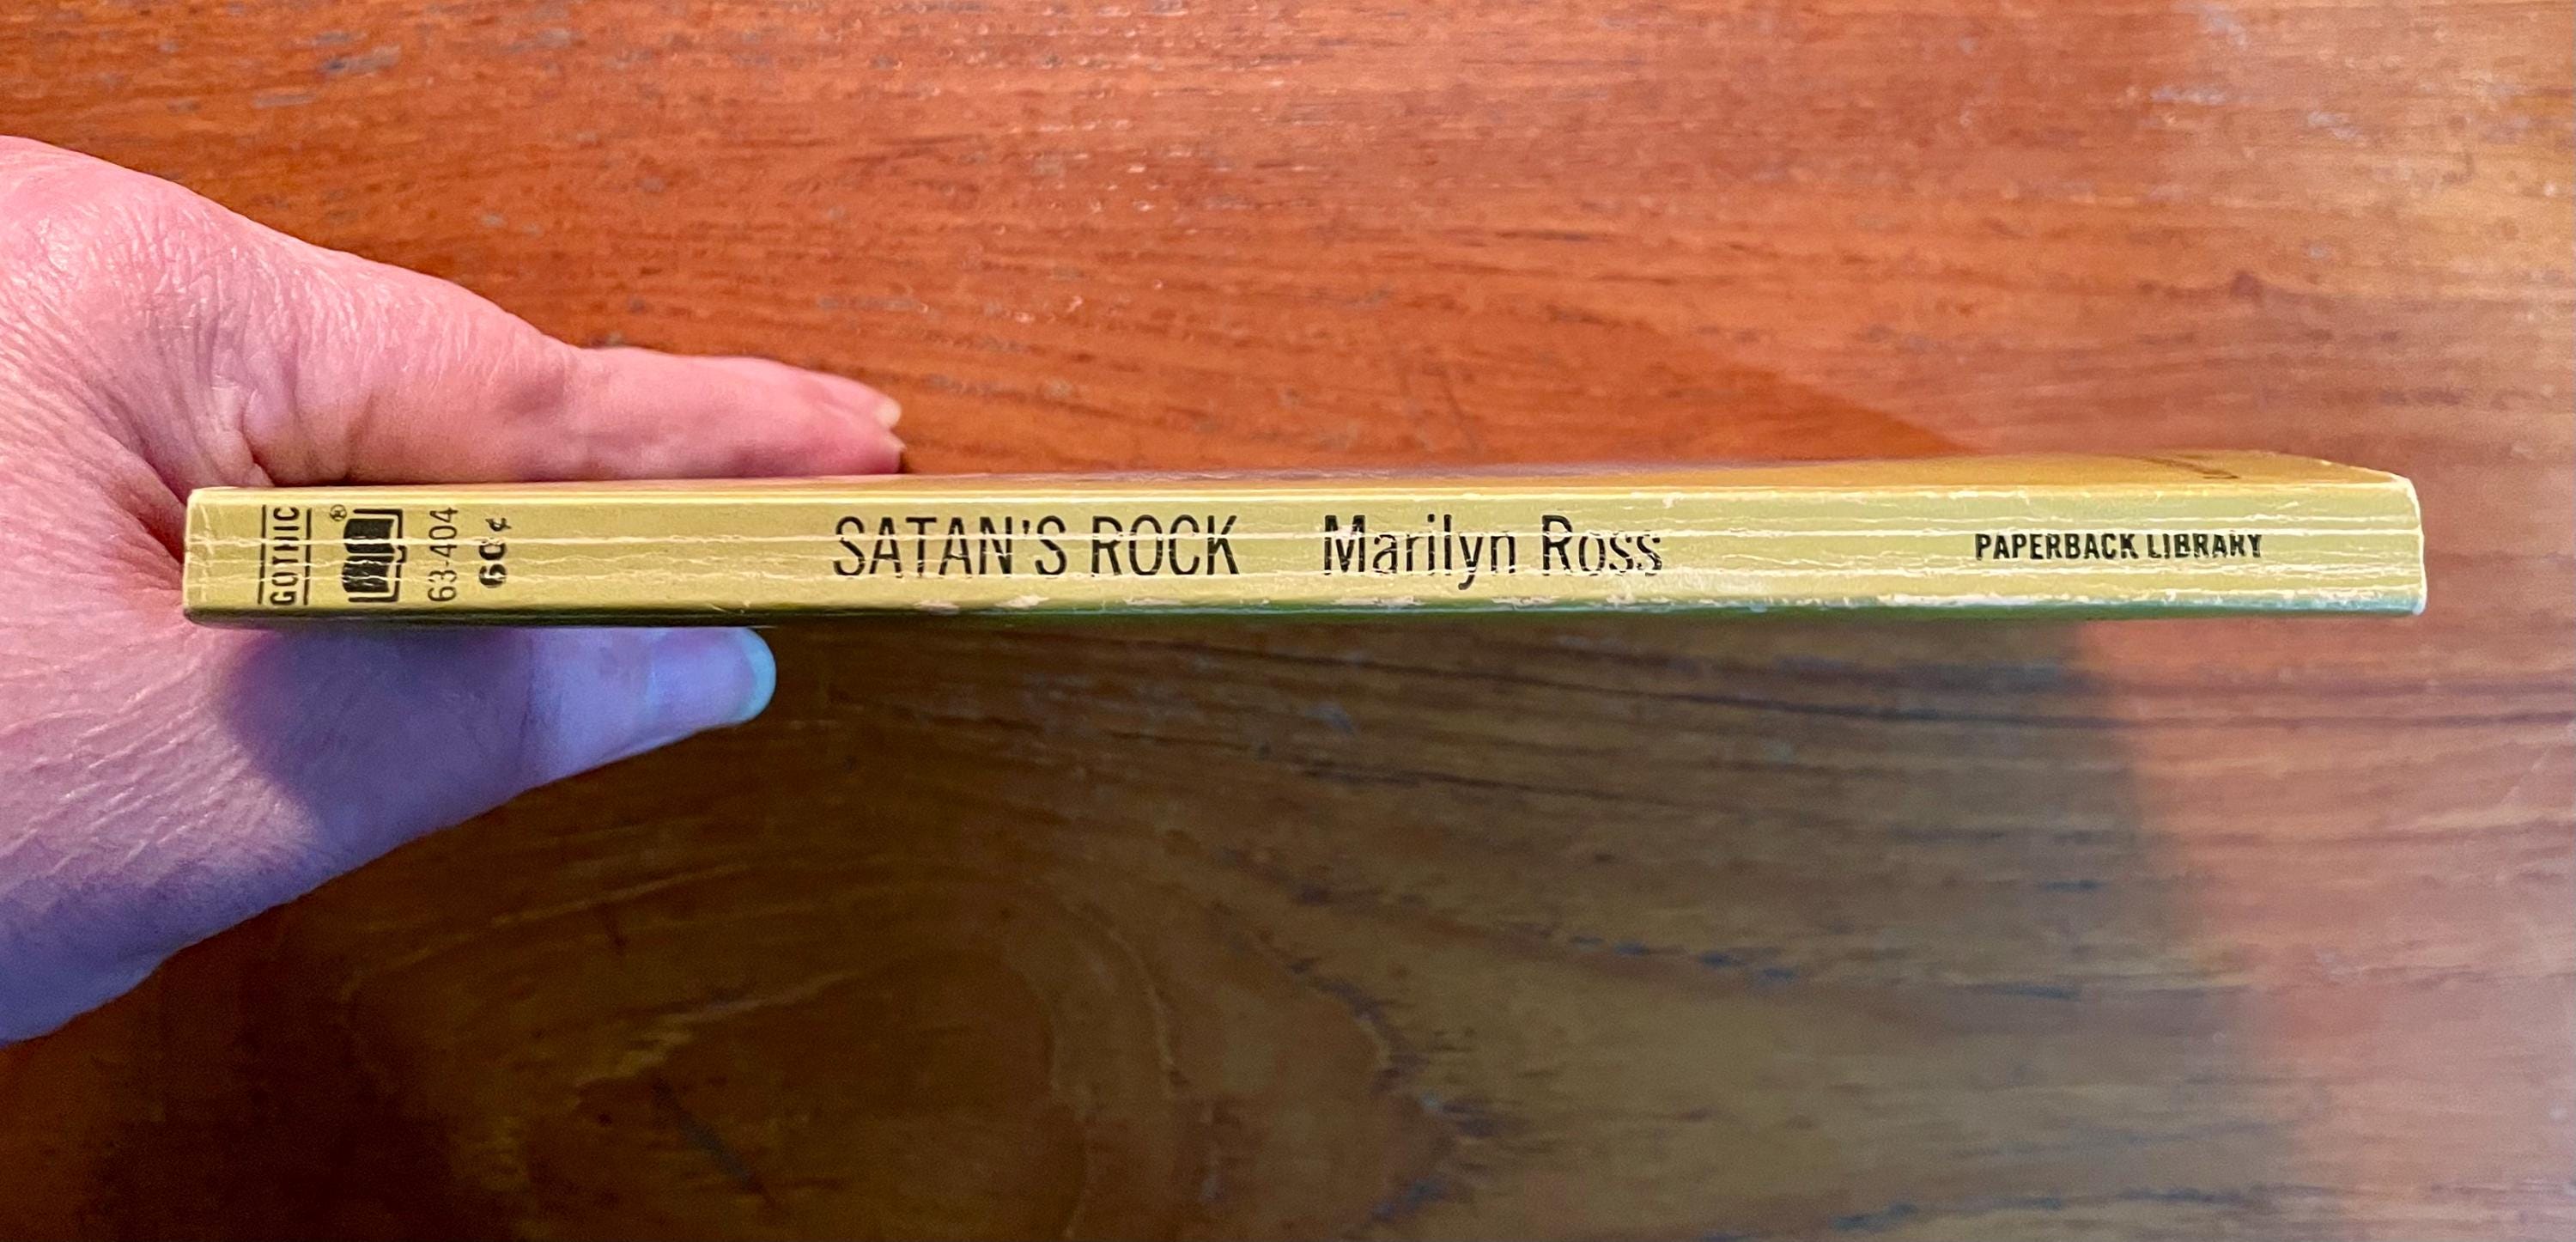 GOTHIC
®
63-404
60¢
SATAN'S ROCK Marilyn Ross
PAPERBACK LIBRARY